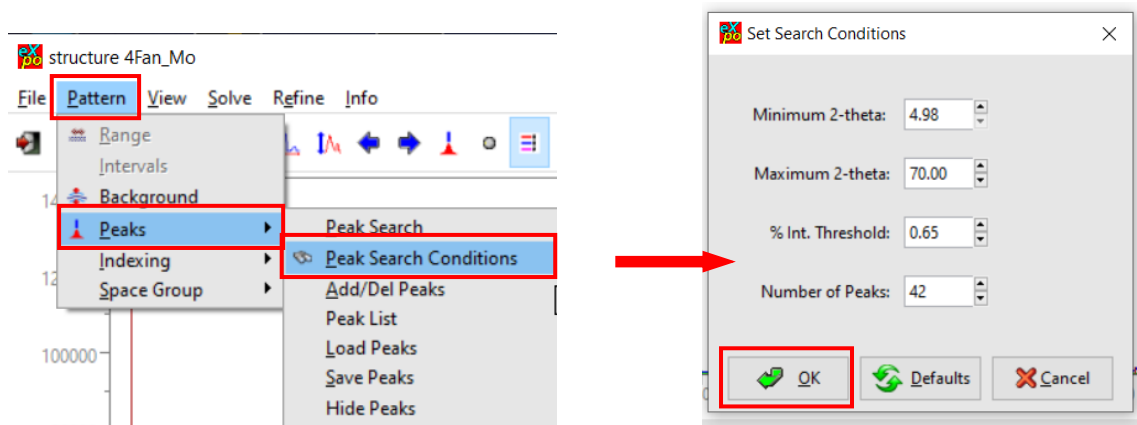 structure 4Fan_Mo
File Pattern View Solve Refine Info
Range
Intervals
Background
Peaks
Indexing
Space Group
Peak Search
Peak Search Conditions
Add/Del Peaks
Peak List
Load Peaks
Save Peaks
Hide Peaks
14
12
100000
Set Search Conditions
Minimum 2-theta: 4.98
Maximum 2-theta: 70.00
% Int. Threshold: 0.65
Number of Peaks: 42
OK Defaults Cancel